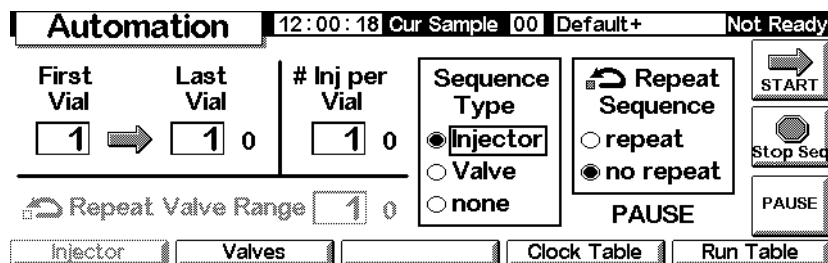 Automation 12:00:18 Cur Sample 00 Default+ Not Ready
First Vial
Last Vial
# Inj per Vial
1 1 0 1 0
Sequence Type
Injector
Valve
none
Repeat Sequence
repeat
no repeat
PAUSE
START
Stop Seq
PAUSE
Repeat Valve Range 1 0
Injector Valves Clock Table Run Table